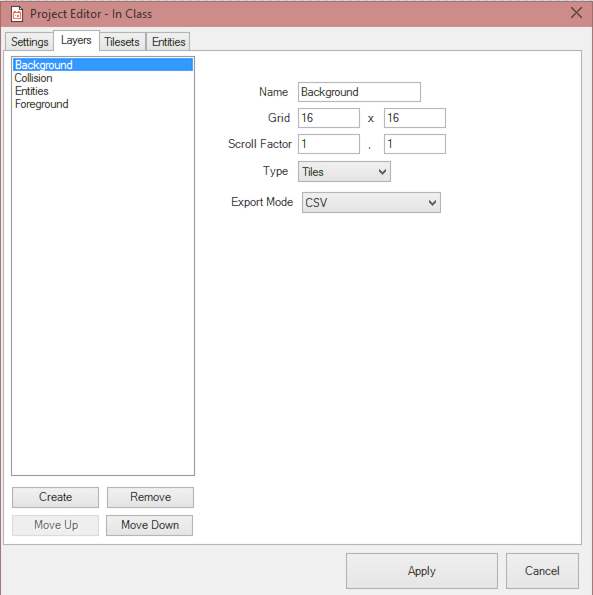 Project Editor - In Class
Settings Layers Tilesets Entities
Background
Collision
Entities
Foreground
Name Background
Grid 16 x 16
Scroll Factor 1 . 1
Type Tiles
Export Mode CSV
Create Remove
Move Up Move Down
Apply Cancel